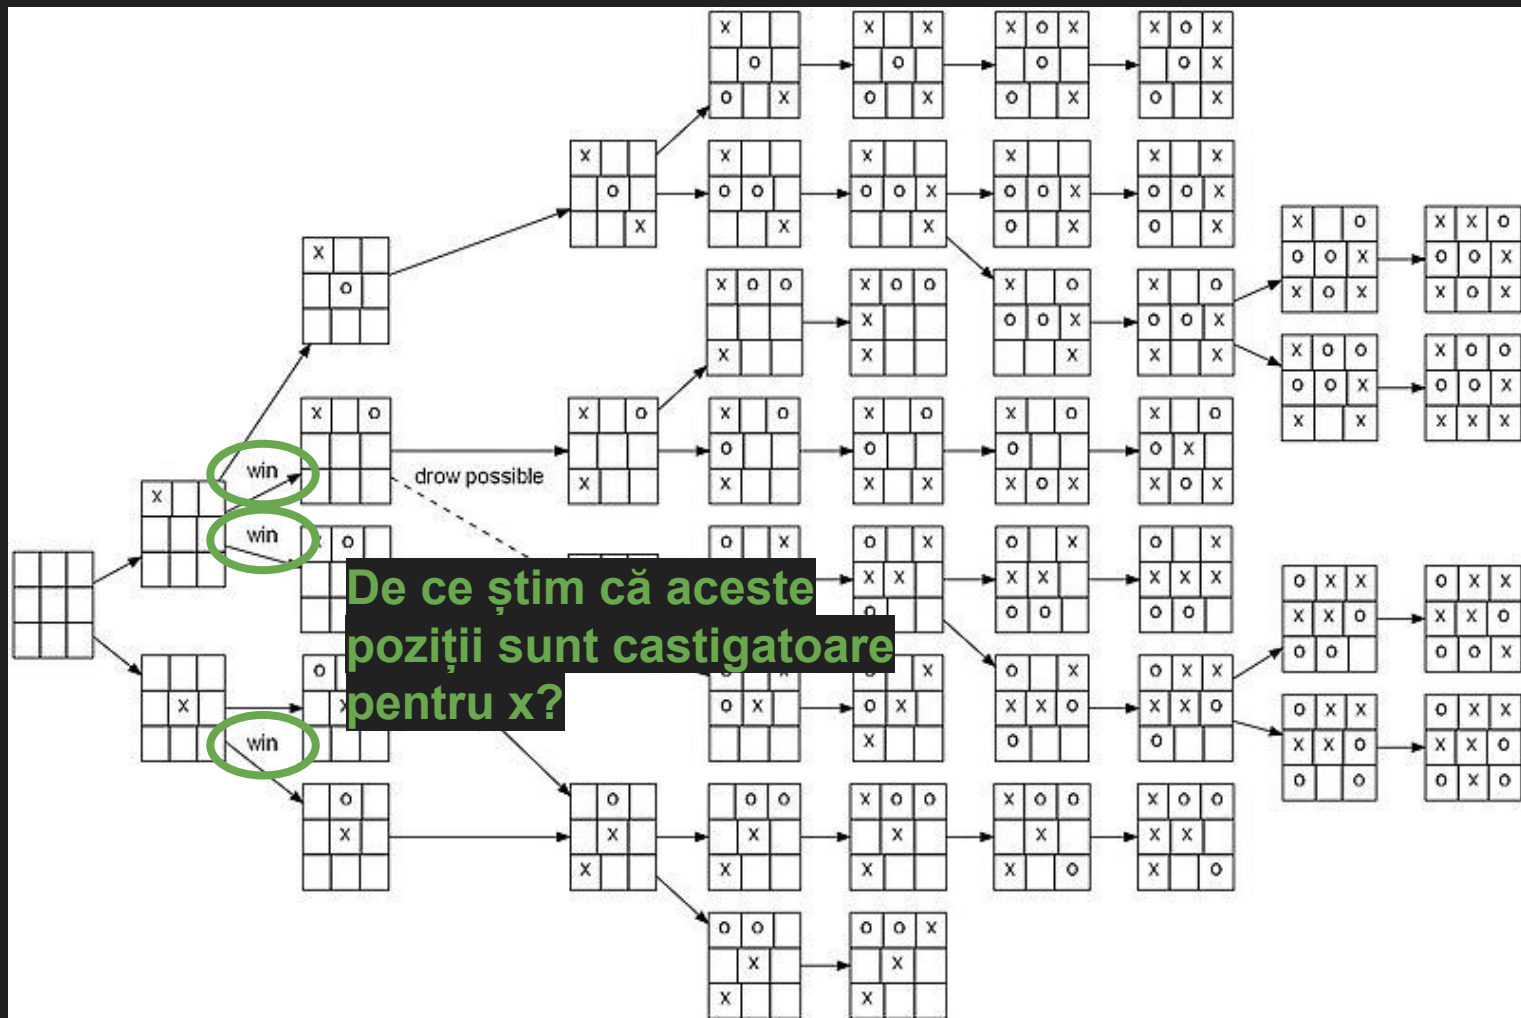 win
drow possible
win
De ce știm că aceste
poziții sunt castigatoare
pentru x?
win